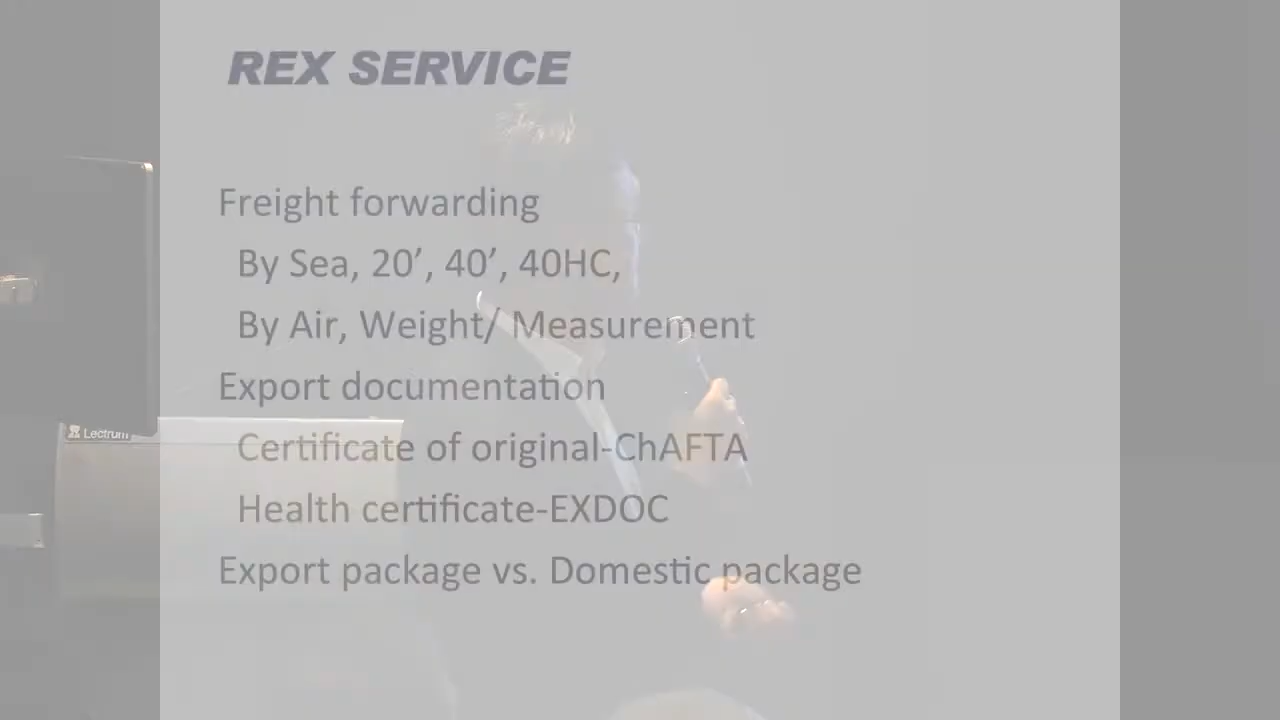 REX SERVICE
Freight forwarding
By Sea, 20’, 40’, 40HC,
By Air, Weight/ Measurement
Export documentation
Lectrum
Certificate of original-ChAFTA
Health certificate-EXDOC
Export package vs. Domestic package